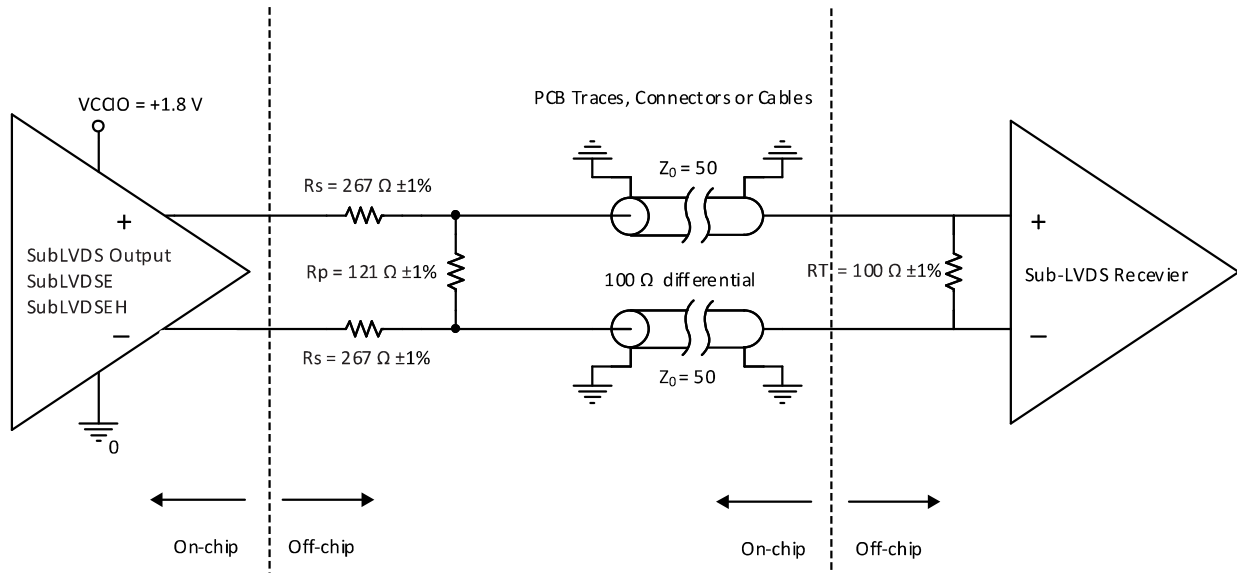 VCCIO = +1.8 V
PCB Traces, Connectors or Cables
Z0 = 50
Rs = 267 Ω ±1%
+
+
SubLVDS Output
SubLVDSE
SubLVDSEH
Rp = 121 Ω ±1%
100 Ω differential
RT = 100 Ω ±1%
Sub-LVDS Recevier
−
−
Rs = 267 Ω ±1%
Z0 = 50
0
On-chip
Off-chip
On-chip
Off-chip